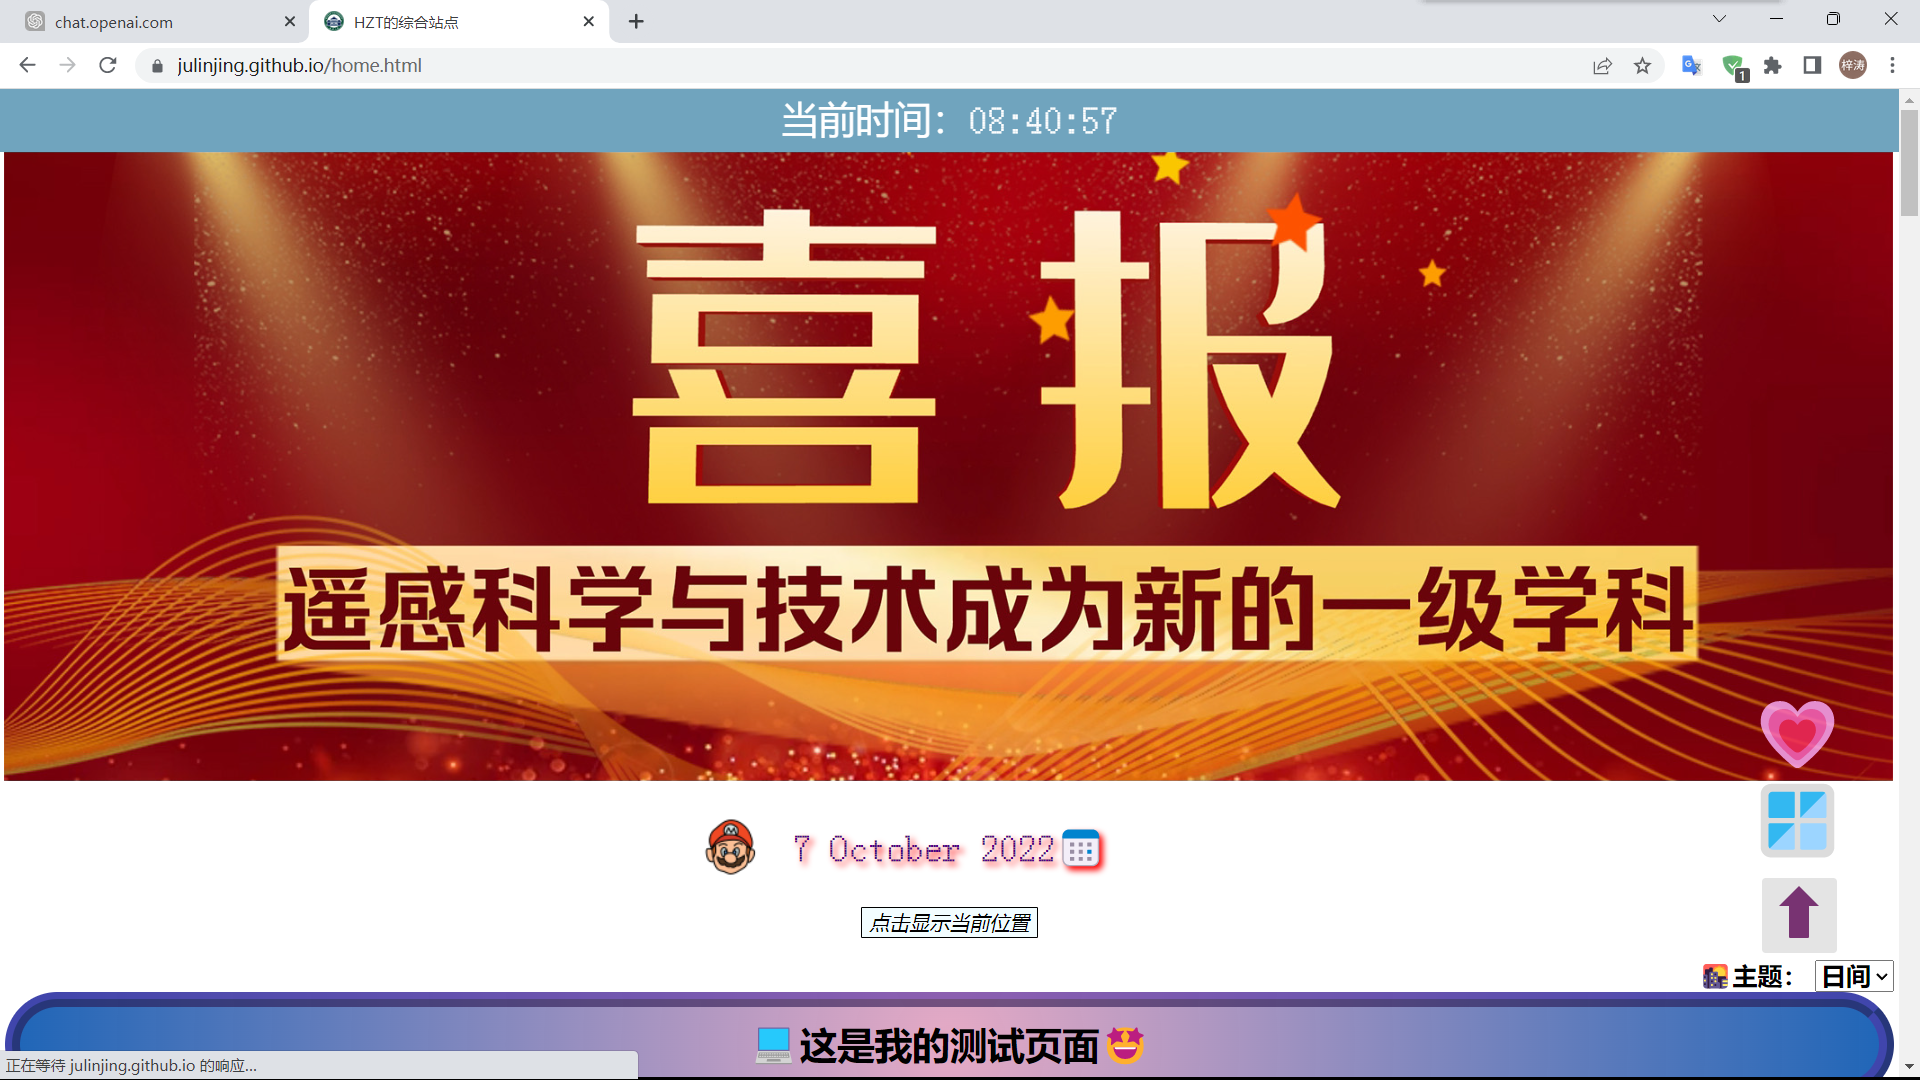 chat.openai.com
HZT的综合站点
julinjing.github.io/home.html
1
梓涛
当前时间：08:40:57
喜报
遥感科学与技术成为新的一级学科
7 October 2022
点击显示当前位置
主题：
日间
这是我的测试页面
正在等待 julinjing.github.io 的响应...